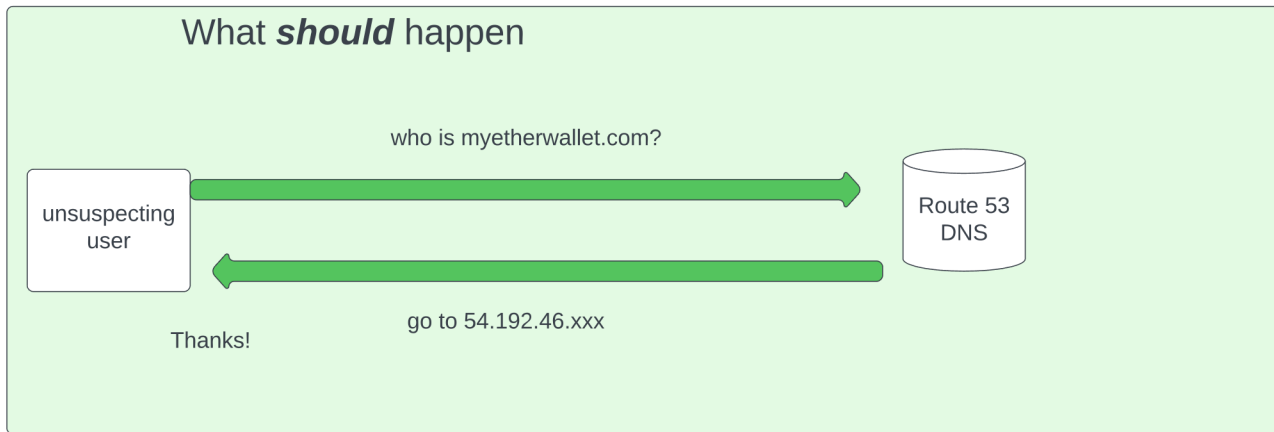 What should happen
who is myetherwallet.com?
unsuspecting
user
Route 53
DNS
go to 54.192.46.xxx
Thanks!